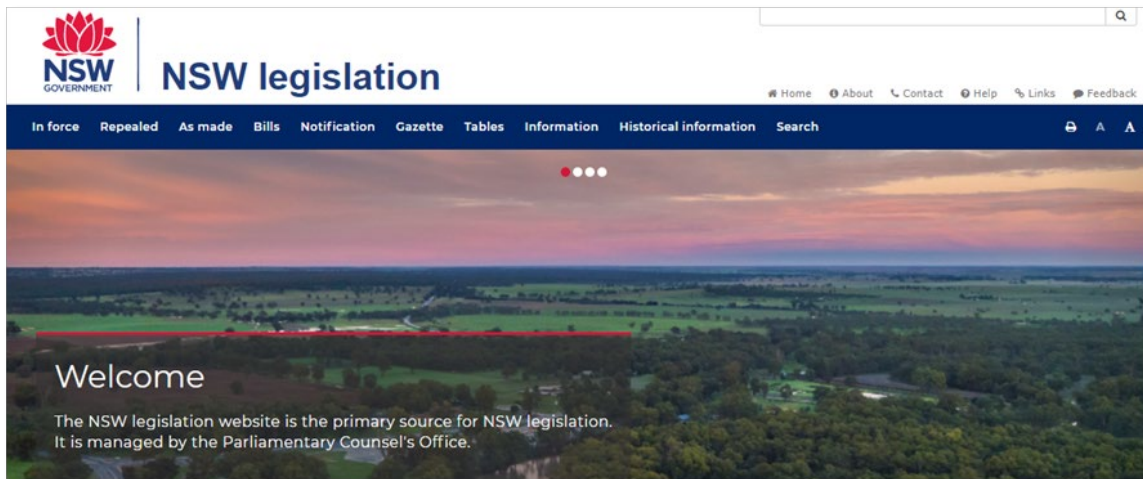 NSW
GOVERNMENT
NSW legislation
Home About Contact Help Links Feedback
In force Repealed As made Bills Notification Gazette Tables Information Historical information Search A A
Welcome
The NSW legislation website is the primary source for NSW legislation.
It is managed by the Parliamentary Counsel's Office.